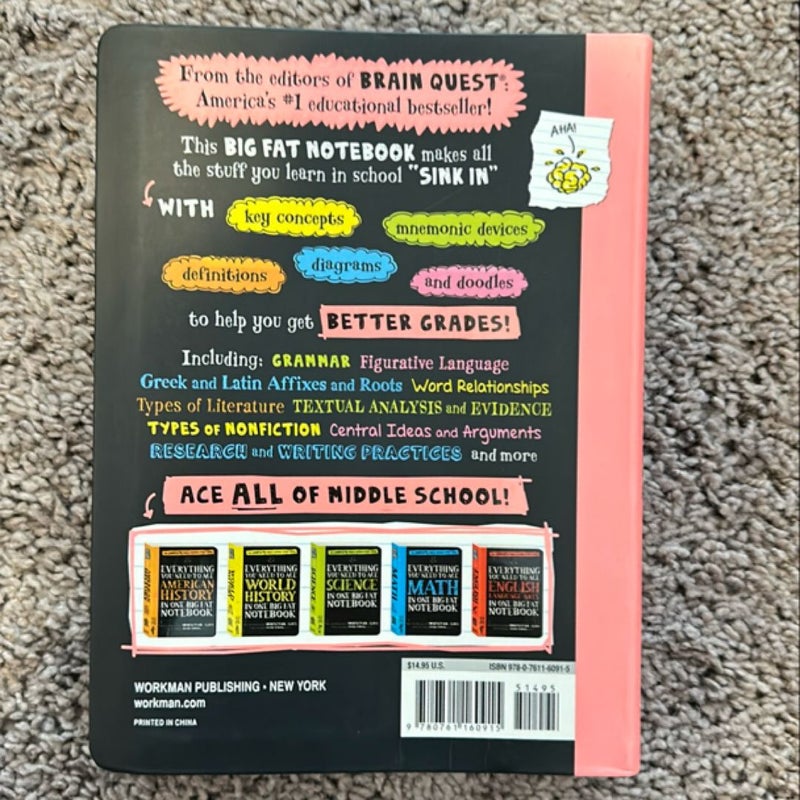 From the editors of BRAIN QUEST®:
America's #1 educational bestseller!
AHA!
This BIG FAT NOTEBOOK makes all
the stuff you learn in school "SINK IN"
WITH key concepts mnemonic devices
definitions diagrams and doodles
to help you get BETTER GRADES!
Including: GRAMMAR Figurative Language
Greek and Latin Affixes and Roots Word Relationships
Types of Literature TEXTUAL ANALYSIS and EVIDENCE
TYPES of NONFICTION Central Ideas and Arguments
RESEARCH and WRITING PRACTICES and more
ACE ALL OF MIDDLE SCHOOL!
EVERYTHING
YOU NEED TO ACE
AMERICAN
HISTORY
IN ONE BIG FAT
NOTEBOOK
EVERYTHING
YOU NEED TO ACE
WORLD
HISTORY
IN ONE BIG FAT
NOTEBOOK
EVERYTHING
YOU NEED TO ACE
SCIENCE
IN ONE BIG FAT
NOTEBOOK
EVERYTHING
YOU NEED TO ACE
MATH
IN ONE BIG FAT
NOTEBOOK
EVERYTHING
YOU NEED TO ACE
ENGLISH
LANGUAGE ARTS
IN ONE BIG FAT
NOTEBOOK
WORKMAN PUBLISHING • NEW YORK
workman.com
PRINTED IN CHINA
$14.95 U.S. ISBN 978-0-7611-6091-5
51495
9 780761 160915